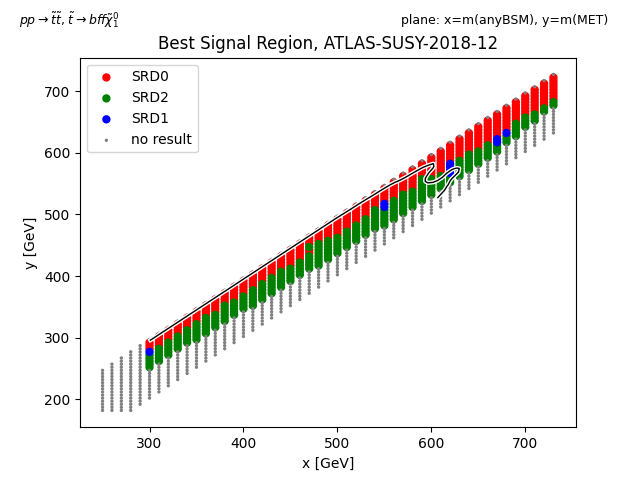 pp → t̃t̃, t̃ → bff χ̃₁⁰ plane: x=m(anyBSM), y=m(MET)
Best Signal Region, ATLAS-SUSY-2018-12
SRD0
SRD2
SRD1
no result
y [GeV]
700
600
500
400
300
200
300 400 500 600 700
x [GeV]